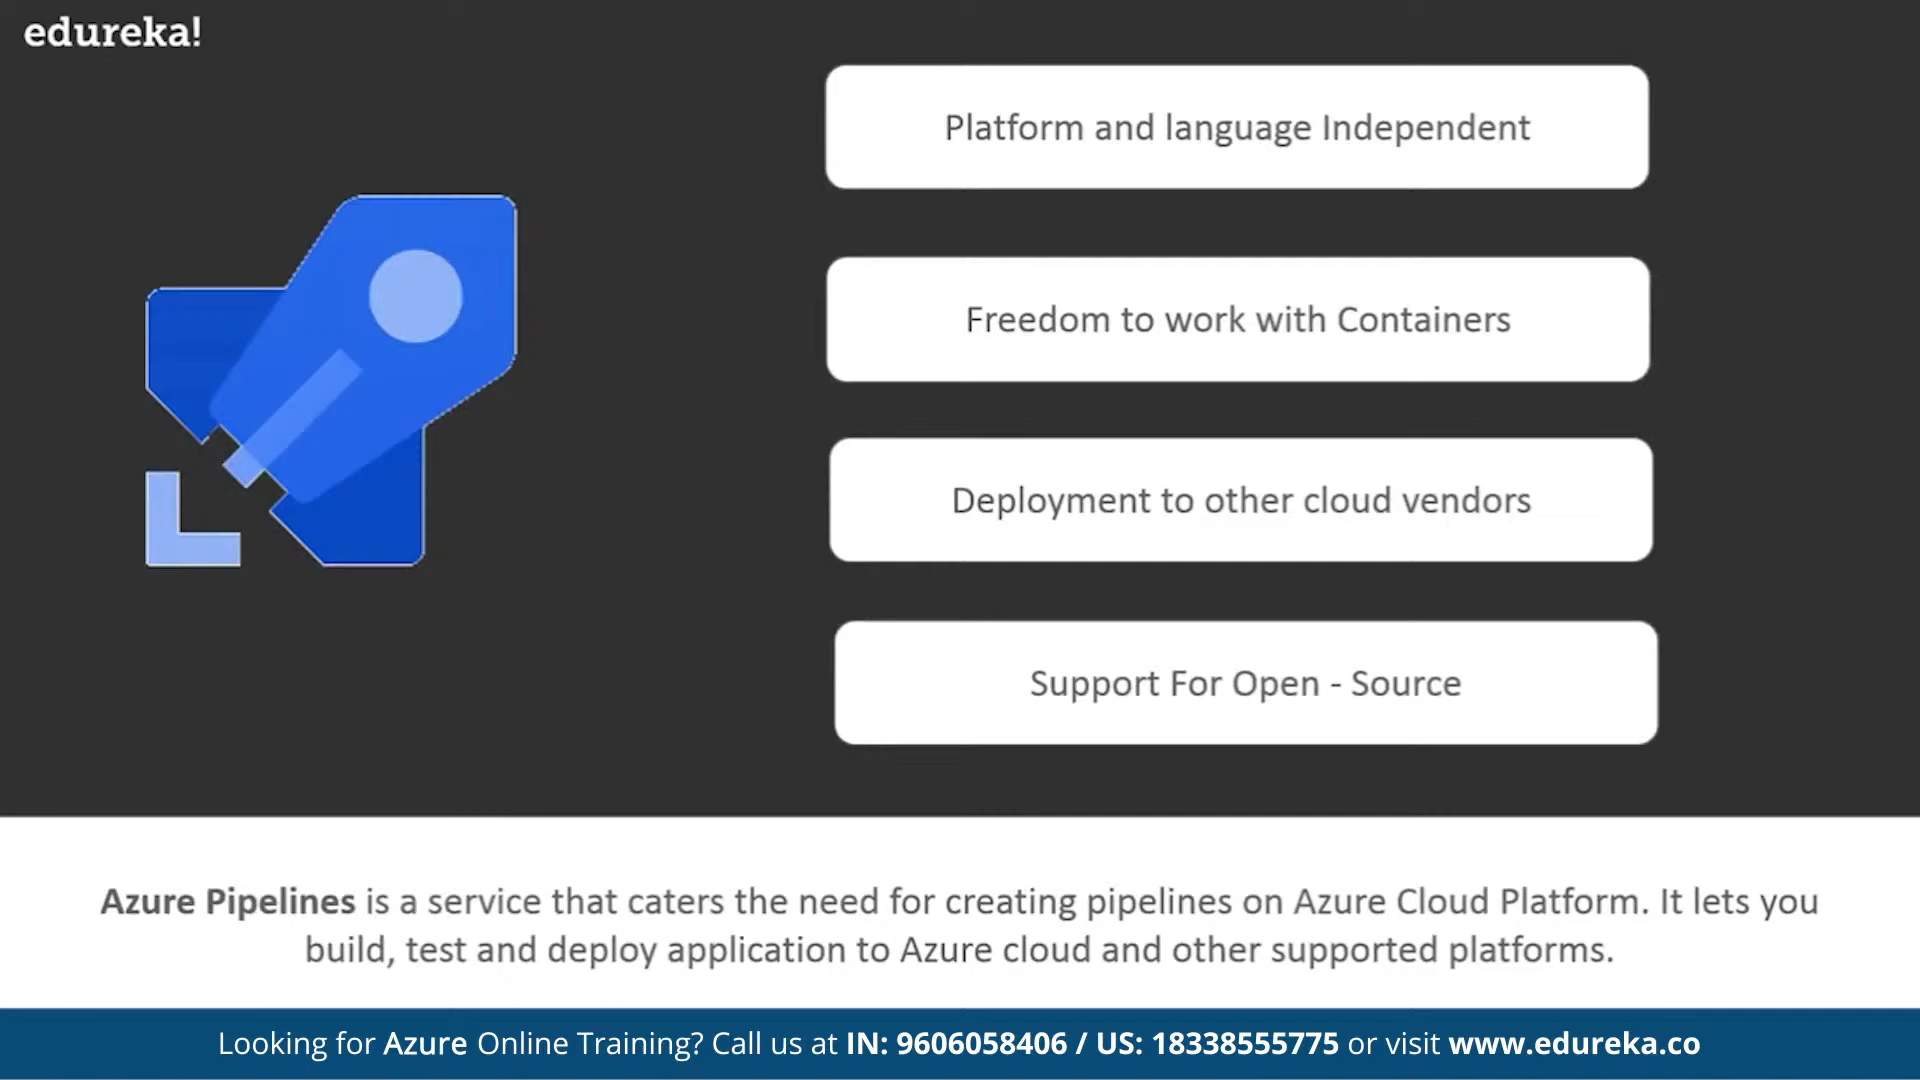 edureka!
Platform and language Independent
Freedom to work with Containers
Deployment to other cloud vendors
Support For Open - Source
Azure Pipelines is a service that caters the need for creating pipelines on Azure Cloud Platform. It lets you
build, test and deploy application to Azure cloud and other supported platforms.
Looking for Azure Online Training? Call us at IN: 9606058406 / US: 18338555775 or visit www.edureka.co